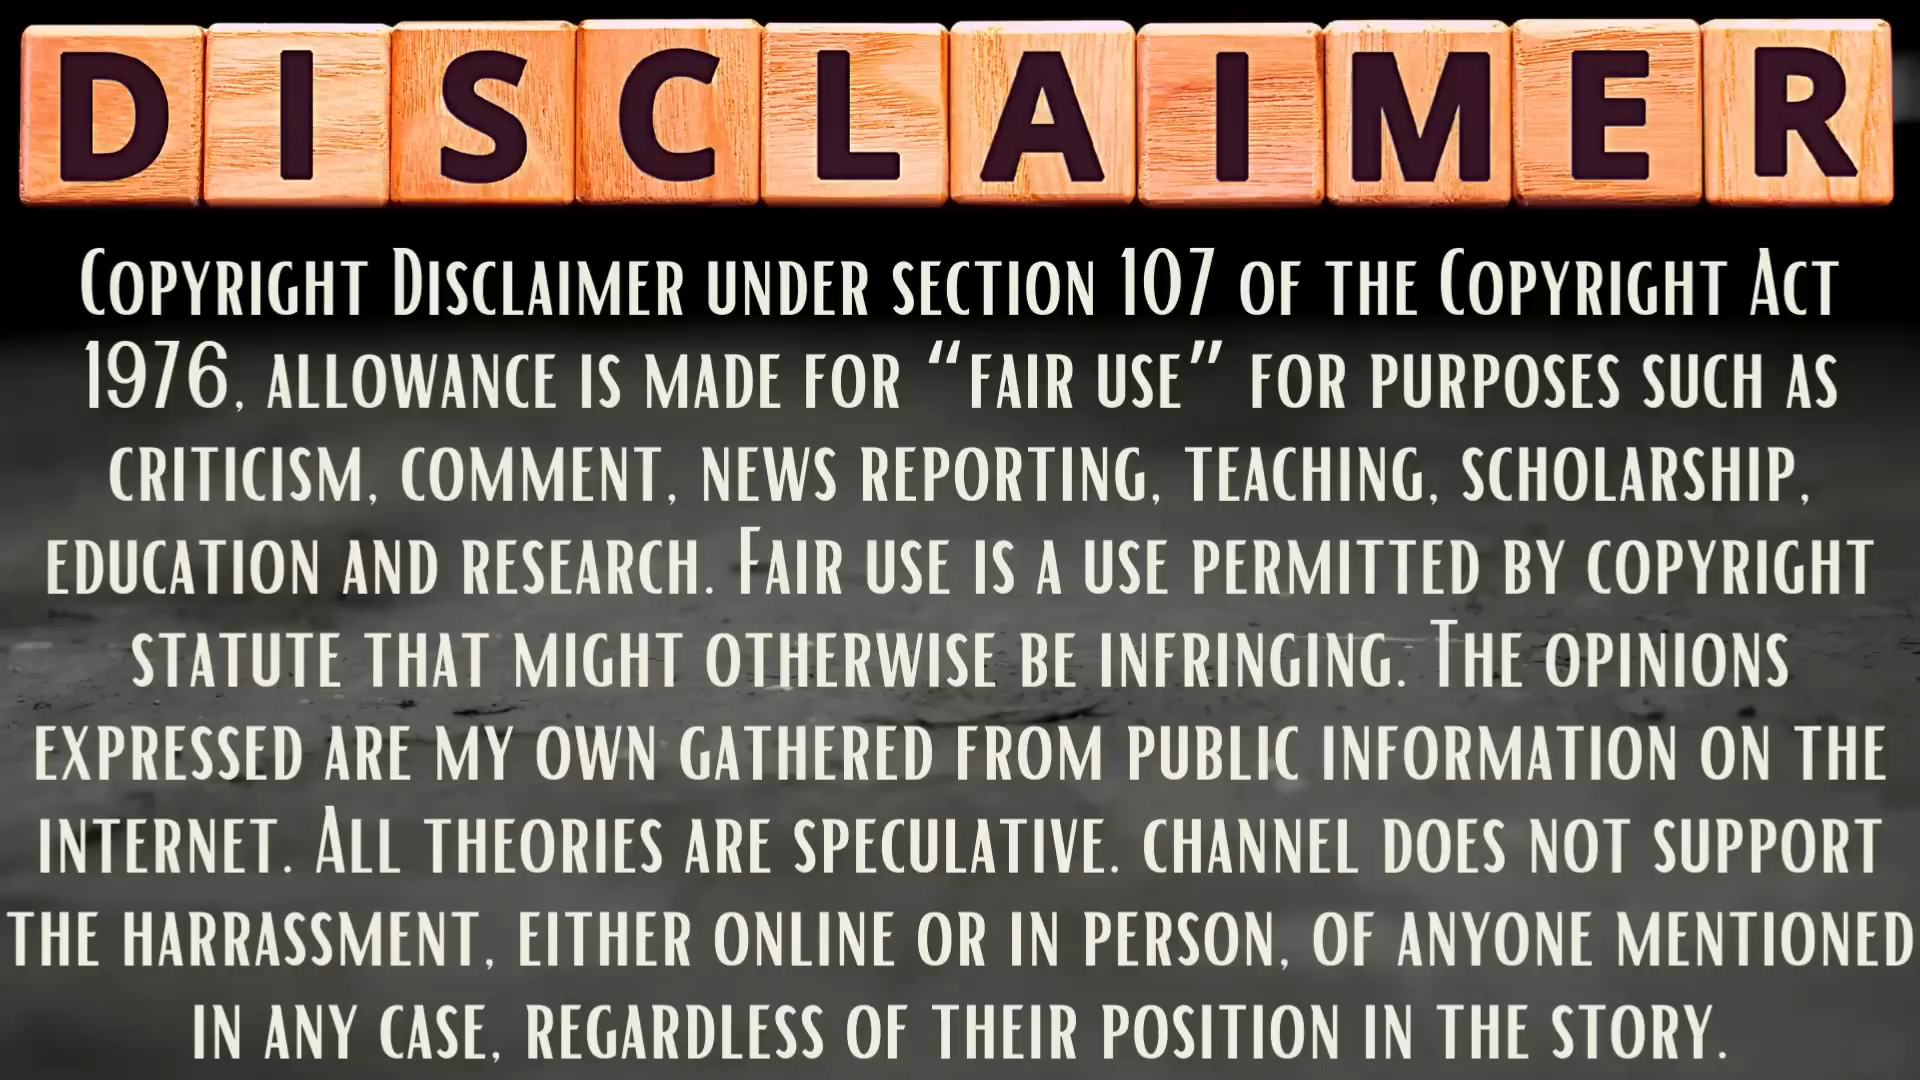 DISCLAIMER
Copyright Disclaimer under section 107 of the Copyright Act
1976, allowance is made for “fair use” for purposes such as
criticism, comment, news reporting, teaching, scholarship,
education and research. Fair use is a use permitted by copyright
statute that might otherwise be infringing. The opinions
expressed are my own gathered from public information on the
internet. All theories are speculative. channel does not support
the harrassment, either online or in person, of anyone mentioned
in any case, regardless of their position in the story.